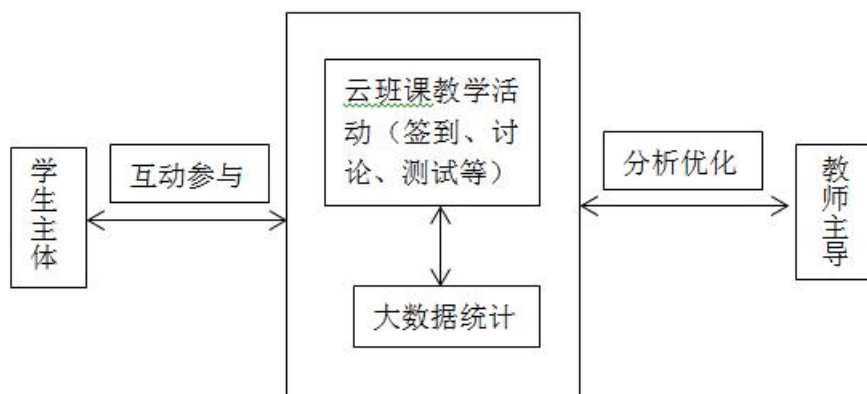 学生主体
互动参与
云班课教学活
动（签到、讨
论、测试等）
大数据统计
分析优化
教师主导